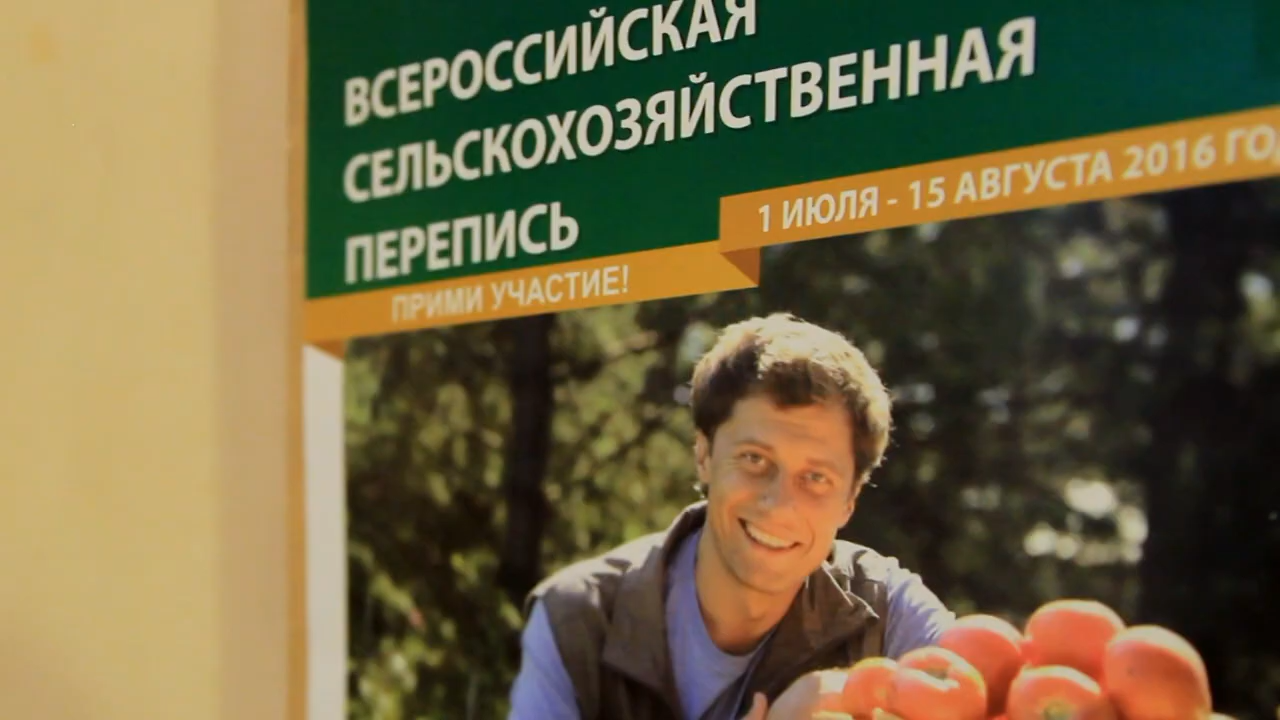 ВСЕРОССИЙСКАЯ
СЕЛЬСКОХОЗЯЙСТВЕННАЯ
ПЕРЕПИСЬ
1 ИЮЛЯ - 15 АВГУСТА 2016
ПРИМИ УЧАСТИЕ!